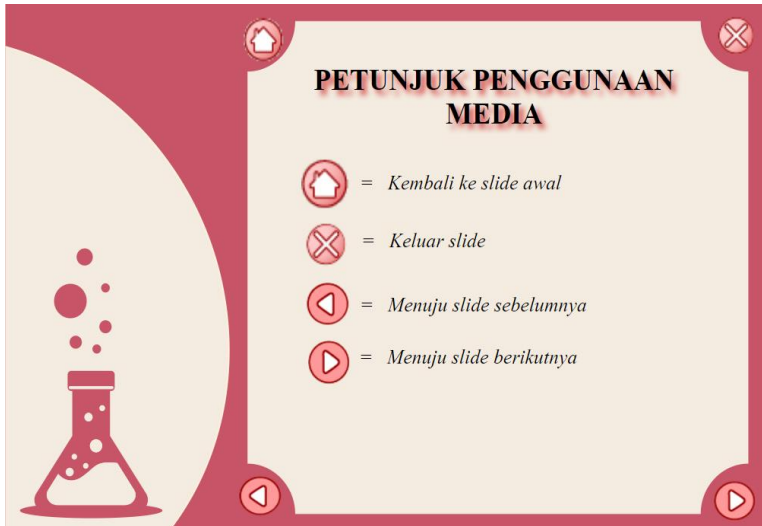 PETUNJUK PENGGUNAAN
MEDIA
= Kembali ke slide awal
= Keluar slide
= Menuju slide sebelumnya
= Menuju slide berikutnya